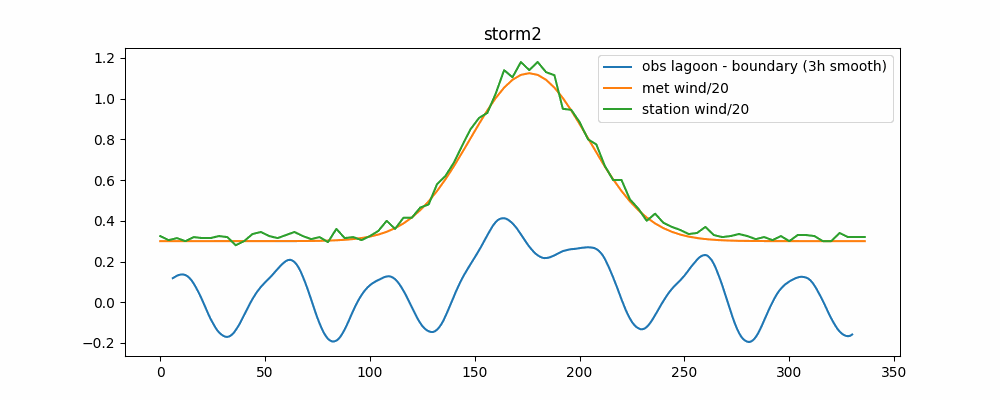 storm2
obs lagoon - boundary (3h smooth)
met wind/20
station wind/20
1.2
1.0
0.8
0.6
0.4
0.2
0.0
−0.2
0 50 100 150 200 250 300 350